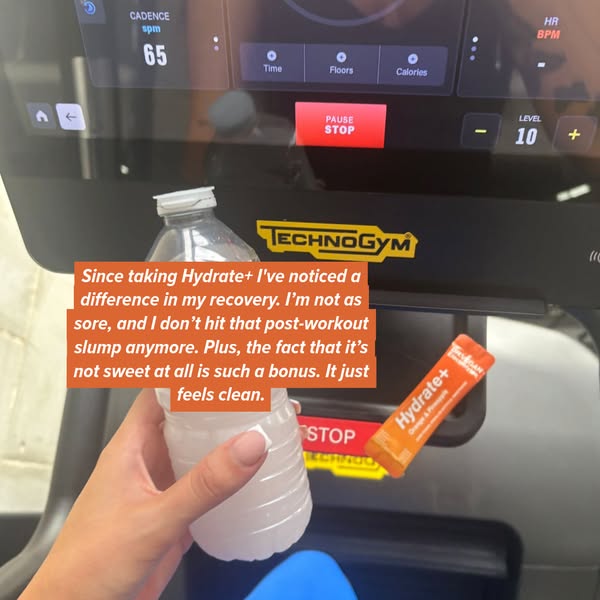 CADENCE
spm
65
HR
BPM
-
Time
Floors
Calories
PAUSE
STOP
LEVEL
− 10 +
TECHNOGYM
Since taking Hydrate+ I've noticed a
difference in my recovery. I’m not as
sore, and I don’t hit that post-workout
slump anymore. Plus, the fact that it’s
not sweet at all is such a bonus. It just
feels clean.
Hydrate+
Orange & Pineapple
STOP